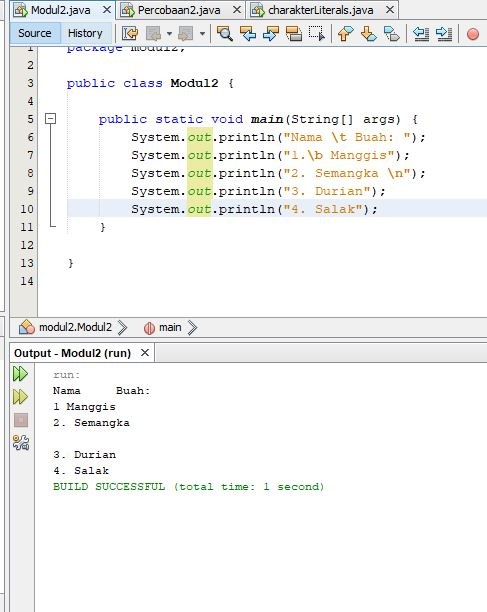 Modul2.java Percobaan2.java charakterLiterals.java
Source History
1 package modul2;
2
3 public class Modul2 {
4
5 public static void main(String[] args) {
6 System.out.println("Nama \t Buah: ");
7 System.out.println("1.\b Manggis");
8 System.out.println("2. Semangka \n");
9 System.out.println("3. Durian");
10 System.out.println("4. Salak");
11 }
12
13 }
14
modul2.Modul2 main
Output - Modul2 (run)
run:
Nama Buah:
1 Manggis
2. Semangka
3. Durian
4. Salak
BUILD SUCCESSFUL (total time: 1 second)